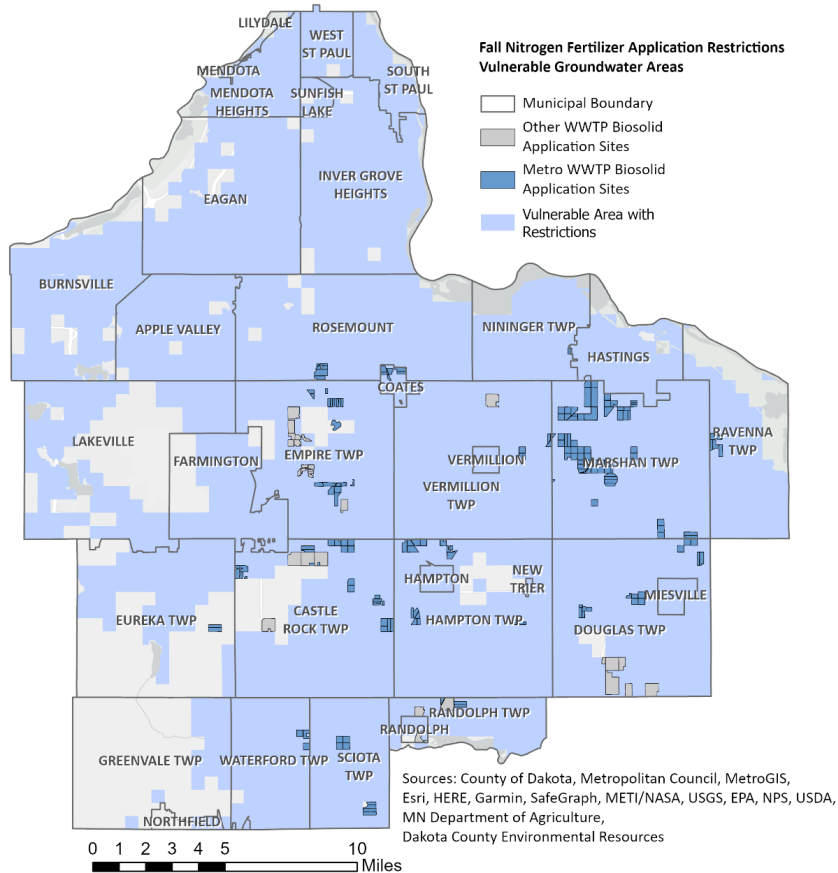 LILYDALE
WEST
ST PAUL
MENDOTA
SOUTH
ST PAUL
MENDOTA
HEIGHTS
SUNFISH
LAKE
Fall Nitrogen Fertilizer Application Restrictions
Vulnerable Groundwater Areas
Municipal Boundary
Other WWTP Biosolid
Application Sites
Metro WWTP Biosolid
Application Sites
Vulnerable Area with
Restrictions
INVER GROVE
HEIGHTS
EAGAN
BURNSVILLE
APPLE VALLEY
ROSEMOUNT
NININGER TWP
HASTINGS
COATES
LAKEVILLE
FARMINGTON
EMPIRE TWP
VERMILLION
VERMILLION
TWP
MARSHAN TWP
RAVENNA
TWP
EUREKA TWP
CASTLE
ROCK TWP
HAMPTON
NEW
TRIER
HAMPTON TWP
MIESVILLE
DOUGLAS TWP
RANDOLPH TWP
RANDOLPH
GREENVALE TWP
WATERFORD TWP
SCIOTA
TWP
NORTHFIELD
Sources: County of Dakota, Metropolitan Council, MetroGIS,
Esri, HERE, Garmin, SafeGraph, METI/NASA, USGS, EPA, NPS, USDA,
MN Department of Agriculture,
Dakota County Environmental Resources
0 1 2 3 4 5 10
Miles